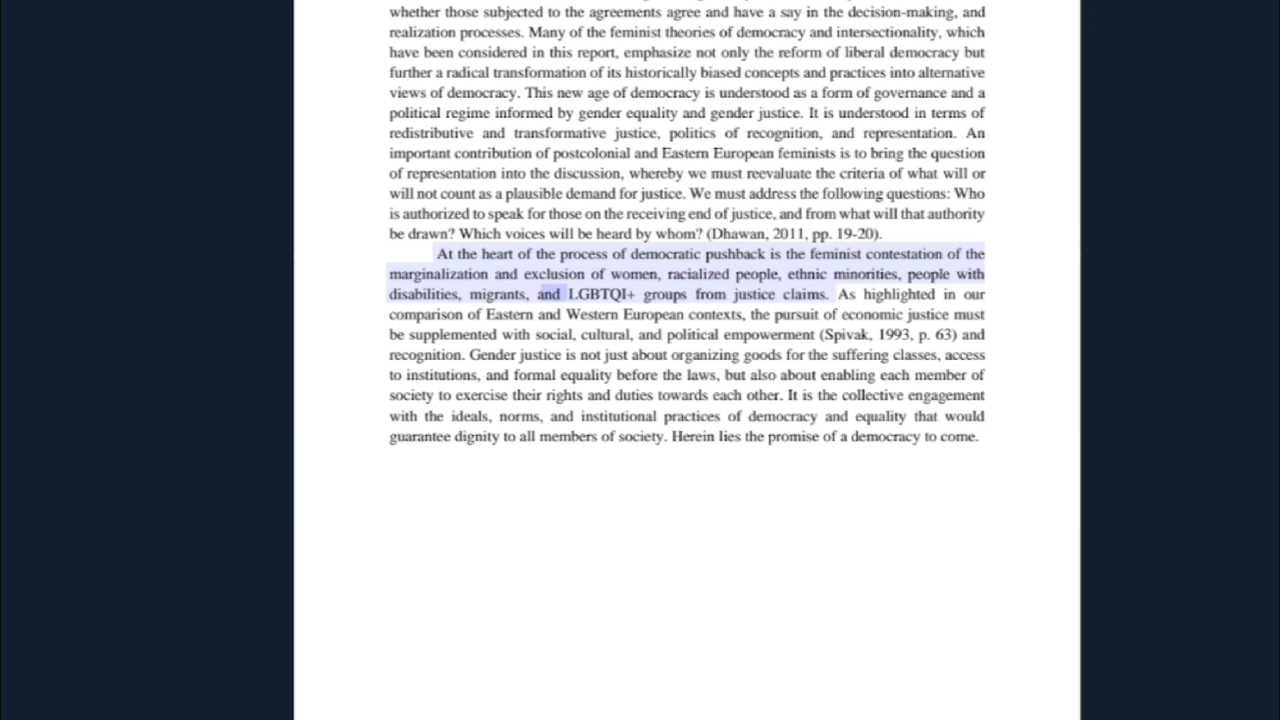 whether those subjected to the agreements agree and have a say in the decision-making, and
realization processes. Many of the feminist theories of democracy and intersectionality, which
have been considered in this report, emphasize not only the reform of liberal democracy but
further a radical transformation of its historically biased concepts and practices into alternative
views of democracy. This new age of democracy is understood as a form of governance and a
political regime informed by gender equality and gender justice. It is understood in terms of
redistributive and transformative justice, politics of recognition, and representation. An
important contribution of postcolonial and Eastern European feminists is to bring the question
of representation into the discussion, whereby we must reevaluate the criteria of what will or
will not count as a plausible demand for justice. We must address the following questions: Who
is authorized to speak for those on the receiving end of justice, and from what will that authority
be drawn? Which voices will be heard by whom? (Dhawan, 2011, pp. 19-20).
At the heart of the process of democratic pushback is the feminist contestation of the
marginalization and exclusion of women, racialized people, ethnic minorities, people with
disabilities, migrants, and LGBTQI+ groups from justice claims. As highlighted in our
comparison of Eastern and Western European contexts, the pursuit of economic justice must
be supplemented with social, cultural, and political empowerment (Spivak, 1993, p. 63) and
recognition. Gender justice is not just about organizing goods for the suffering classes, access
to institutions, and formal equality before the laws, but also about enabling each member of
society to exercise their rights and duties towards each other. It is the collective engagement
with the ideals, norms, and institutional practices of democracy and equality that would
guarantee dignity to all members of society. Herein lies the promise of a democracy to come.